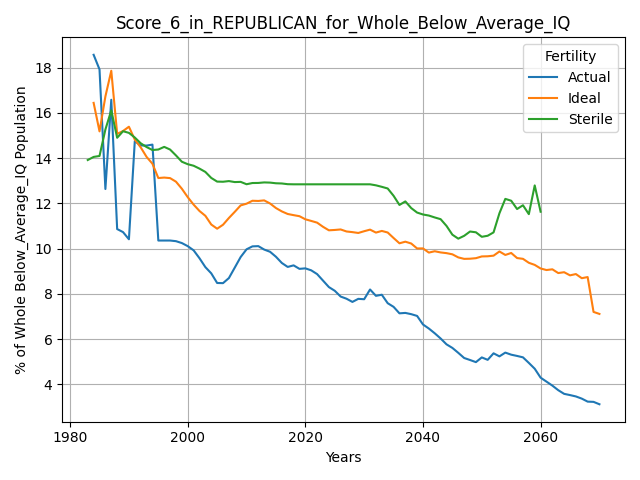 Score_6_in_REPUBLICAN_for_Whole_Below_Average_IQ
% of Whole Below_Average_IQ Population
18
16
14
12
10
8
6
4
Fertility
Actual
Ideal
Sterile
1980
2000
2020
2040
2060
Years